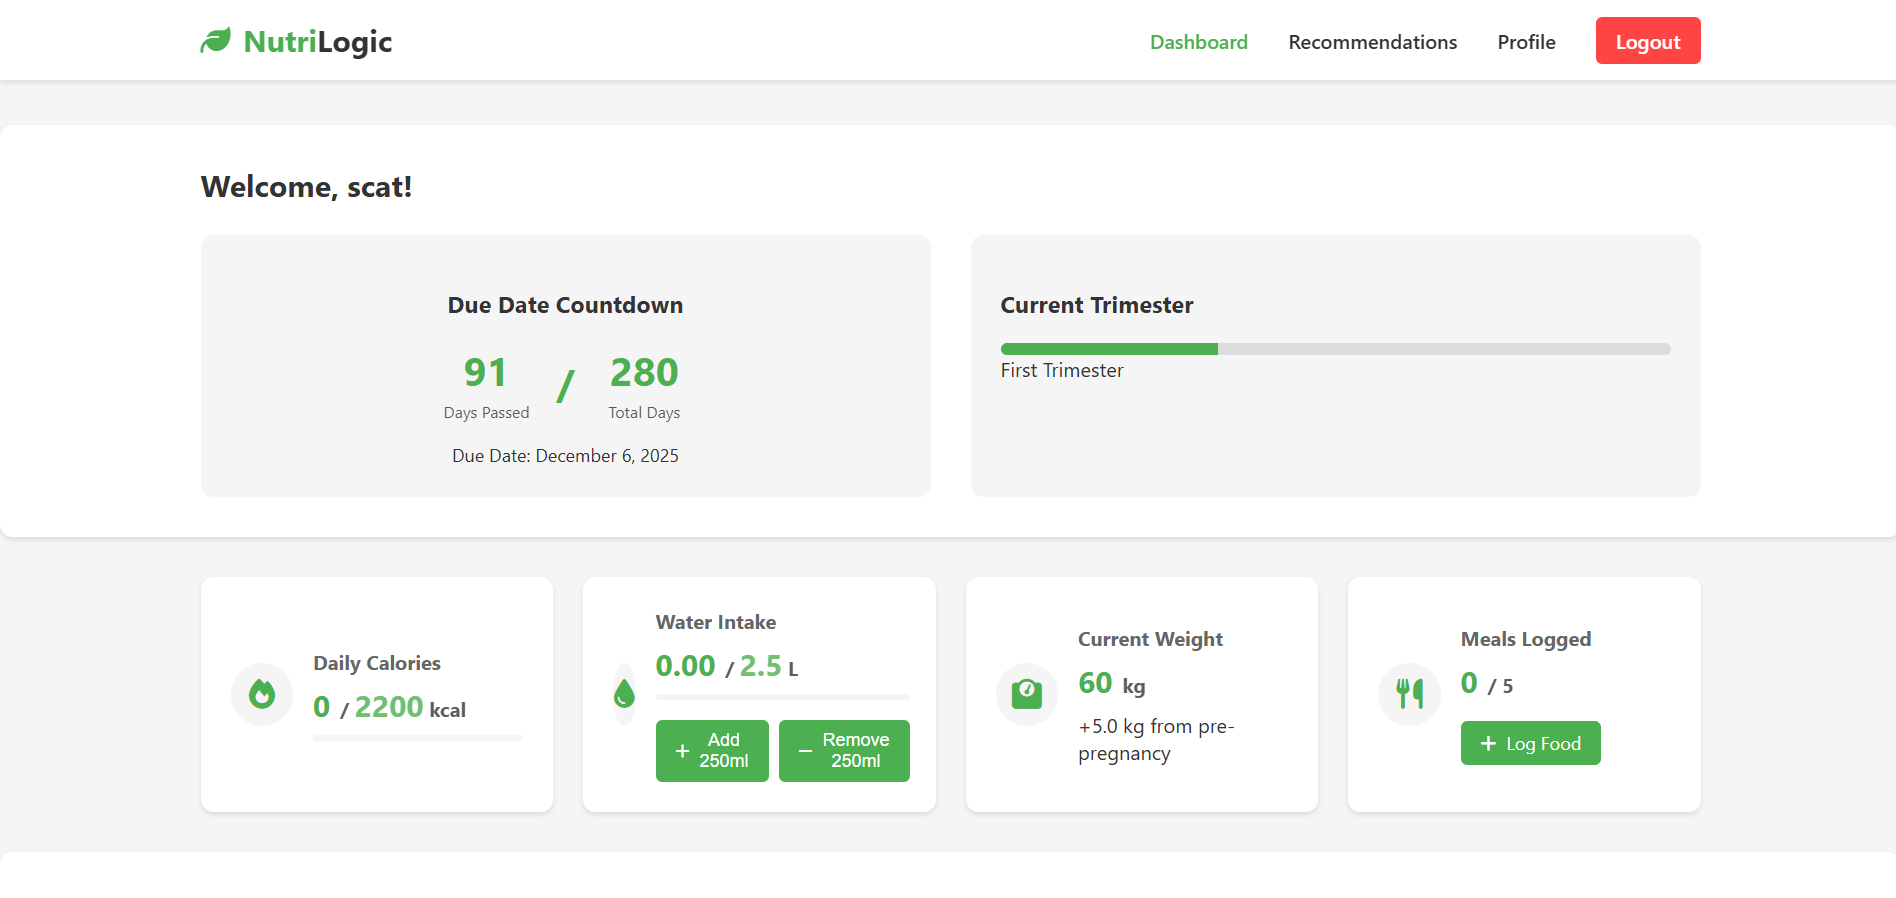 NutriLogic
Dashboard
Recommendations
Profile
Logout
Welcome, scat!
Due Date Countdown
91
Days Passed
/
280
Total Days
Due Date: December 6, 2025
Current Trimester
First Trimester
Daily Calories
0 / 2200 kcal
Water Intake
0.00 / 2.5 L
+ Add
250ml
− Remove
250ml
Current Weight
60 kg
+5.0 kg from pre-
pregnancy
Meals Logged
0 / 5
+ Log Food